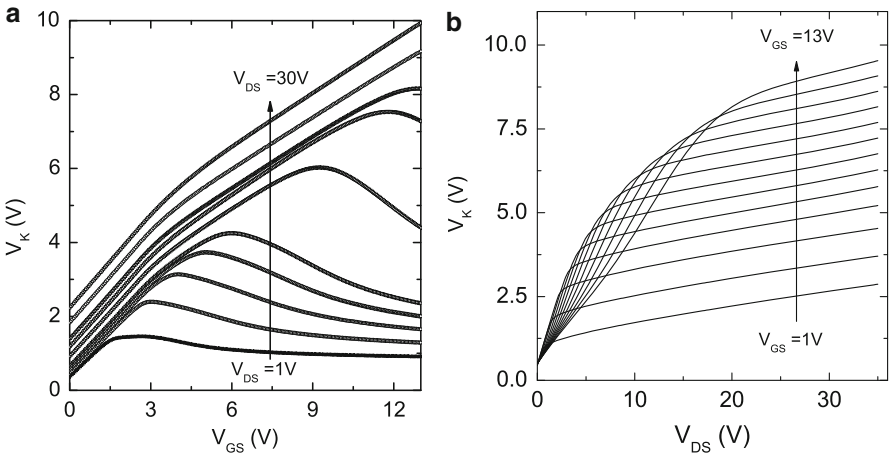 a
10
8
6
4
2
0
V_K (V)
V_DS =30V
V_DS =1V
0 3 6 9 12
V_GS (V)
b
10.0
7.5
5.0
2.5
0.0
V_K (V)
V_GS =13V
V_GS =1V
0 10 20 30
V_DS (V)